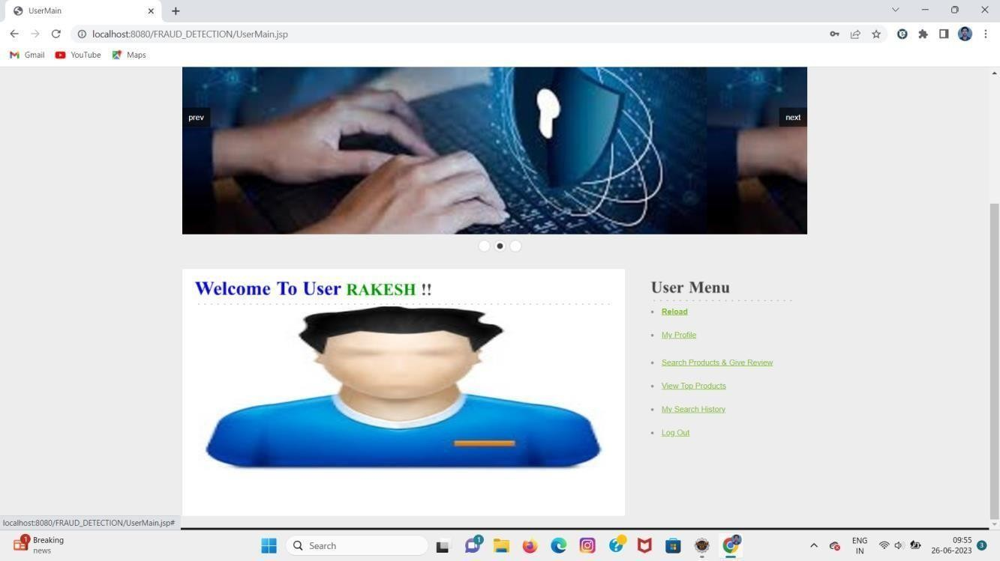 UserMain
localhost:8080/FRAUD_DETECTION/UserMain.jsp
Gmail YouTube Maps
prev
next
Welcome To User RAKESH !!
User Menu
Reload
My Profile
Search Products & Give Review
View Top Products
My Search History
Log Out
localhost:8080/FRAUD_DETECTION/UserMain.jsp#
1
Breaking
news
Search
1
ENG
IN
09:55
26-06-2023
3